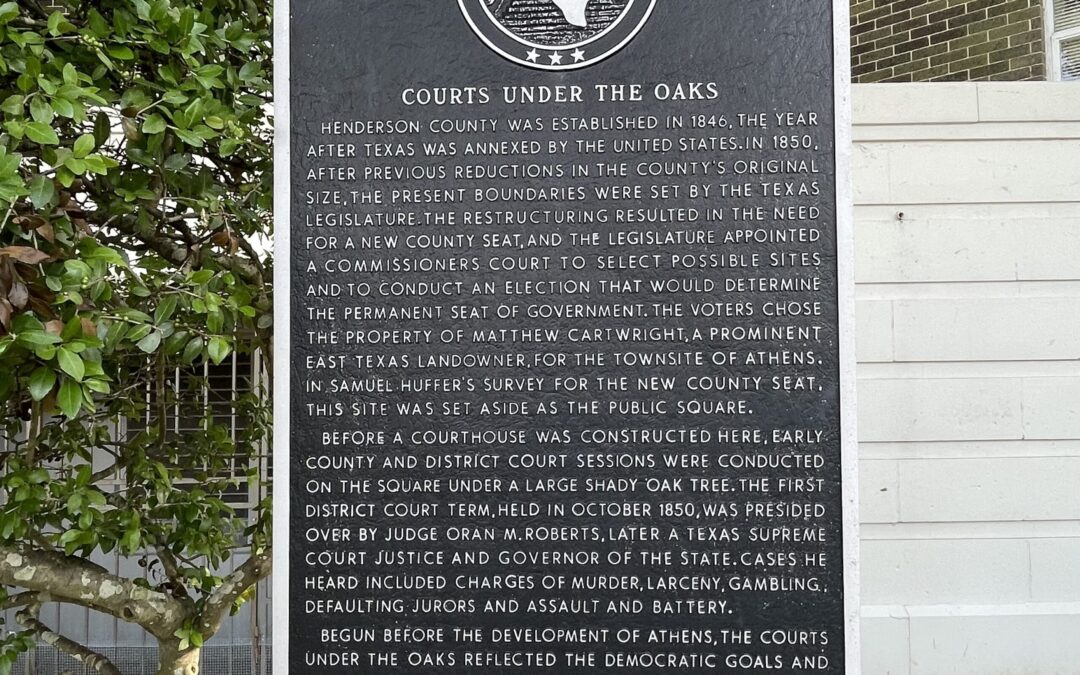 COURTS UNDER THE OAKS
HENDERSON COUNTY WAS ESTABLISHED IN 1846, THE YEAR
AFTER TEXAS WAS ANNEXED BY THE UNITED STATES. IN 1850,
AFTER PREVIOUS REDUCTIONS IN THE COUNTY'S ORIGINAL
SIZE, THE PRESENT BOUNDARIES WERE SET BY THE TEXAS
LEGISLATURE. THE RESTRUCTURING RESULTED IN THE NEED
FOR A NEW COUNTY SEAT, AND THE LEGISLATURE APPOINTED
A COMMISSIONERS COURT TO SELECT POSSIBLE SITES
AND TO CONDUCT AN ELECTION THAT WOULD DETERMINE
THE PERMANENT SEAT OF GOVERNMENT. THE VOTERS CHOSE
THE PROPERTY OF MATTHEW CARTWRIGHT, A PROMINENT
EAST TEXAS LANDOWNER, FOR THE TOWNSITE OF ATHENS.
IN SAMUEL HUFFER'S SURVEY FOR THE NEW COUNTY SEAT,
THIS SITE WAS SET ASIDE AS THE PUBLIC SQUARE.
BEFORE A COURTHOUSE WAS CONSTRUCTED HERE, EARLY
COUNTY AND DISTRICT COURT SESSIONS WERE CONDUCTED
ON THE SQUARE UNDER A LARGE SHADY OAK TREE. THE FIRST
DISTRICT COURT TERM, HELD IN OCTOBER 1850, WAS PRESIDED
OVER BY JUDGE ORAN M. ROBERTS, LATER A TEXAS SUPREME
COURT JUSTICE AND GOVERNOR OF THE STATE. CASES HE
HEARD INCLUDED CHARGES OF MURDER, LARCENY, GAMBLING,
DEFAULTING JURORS AND ASSAULT AND BATTERY.
BEGUN BEFORE THE DEVELOPMENT OF ATHENS, THE COURTS
UNDER THE OAKS REFLECTED THE DEMOCRATIC GOALS AND